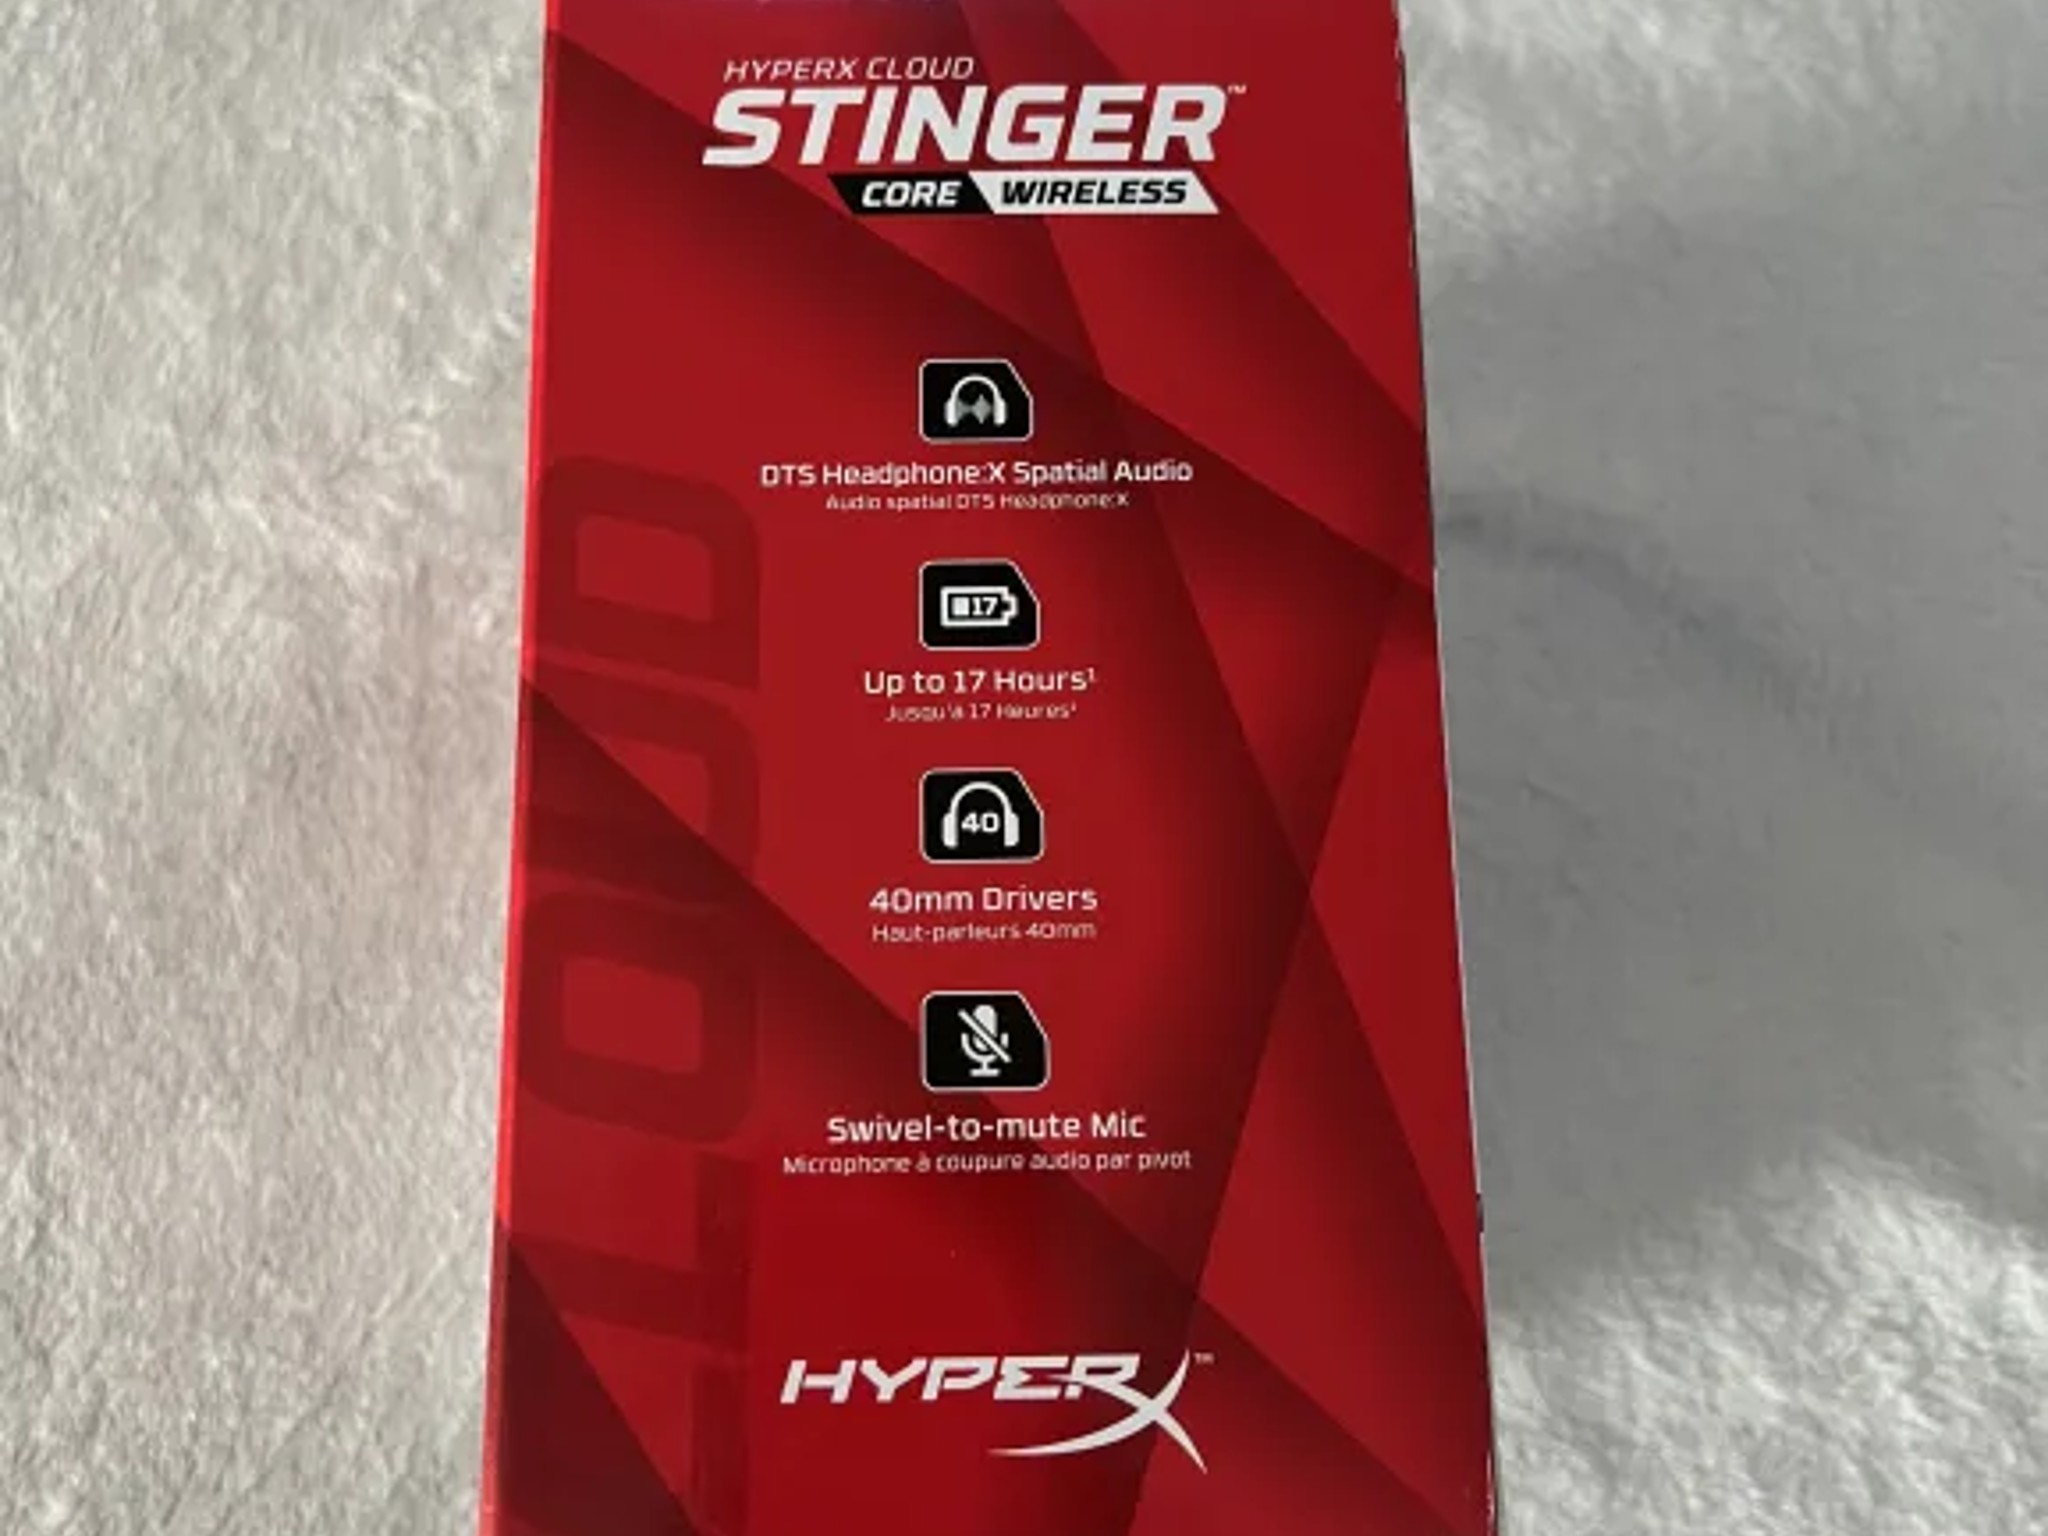 HYPERX CLOUD
STINGER™
CORE WIRELESS
DTS Headphone:X Spatial Audio
Audio spatial DTS Headphone:X
17
Up to 17 Hours¹
Jusqu'à 17 Heures¹
40
40mm Drivers
Haut-parleurs 40mm
Swivel-to-mute Mic
Microphone à coupure audio par pivot
CLOUD
HYPERX™